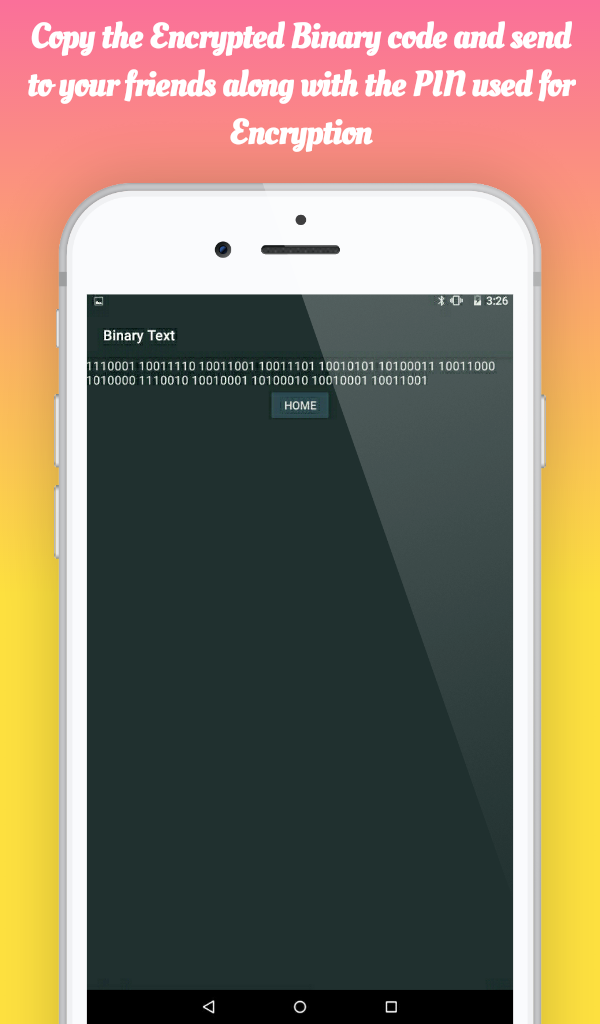 Copy the Encrypted Binary code and send
to your friends along with the PIN used for
Encryption
3:26
Binary Text
1110001 10011110 10011001 10011101 10010101 10100011 10011000
1010000 1110010 10010001 10100010 10010001 10011001
HOME